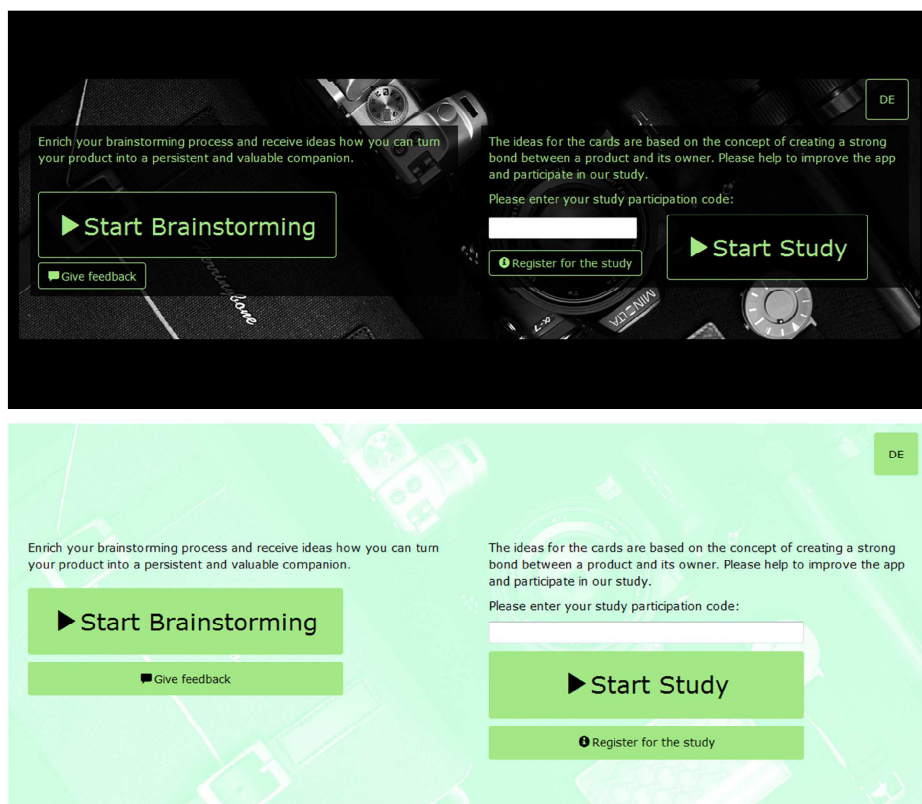 DE
Enrich your brainstorming process and receive ideas how you can turn
your product into a persistent and valuable companion.
Start Brainstorming
Give feedback
Herringbone
The ideas for the cards are based on the concept of creating a strong
bond between a product and its owner. Please help to improve the app
and participate in our study.
Please enter your study participation code:
Register for the study
Start Study
MINOLTA
α-7
DE
Enrich your brainstorming process and receive ideas how you can turn
your product into a persistent and valuable companion.
Start Brainstorming
Give feedback
The ideas for the cards are based on the concept of creating a strong
bond between a product and its owner. Please help to improve the app
and participate in our study.
Please enter your study participation code:
Start Study
Register for the study